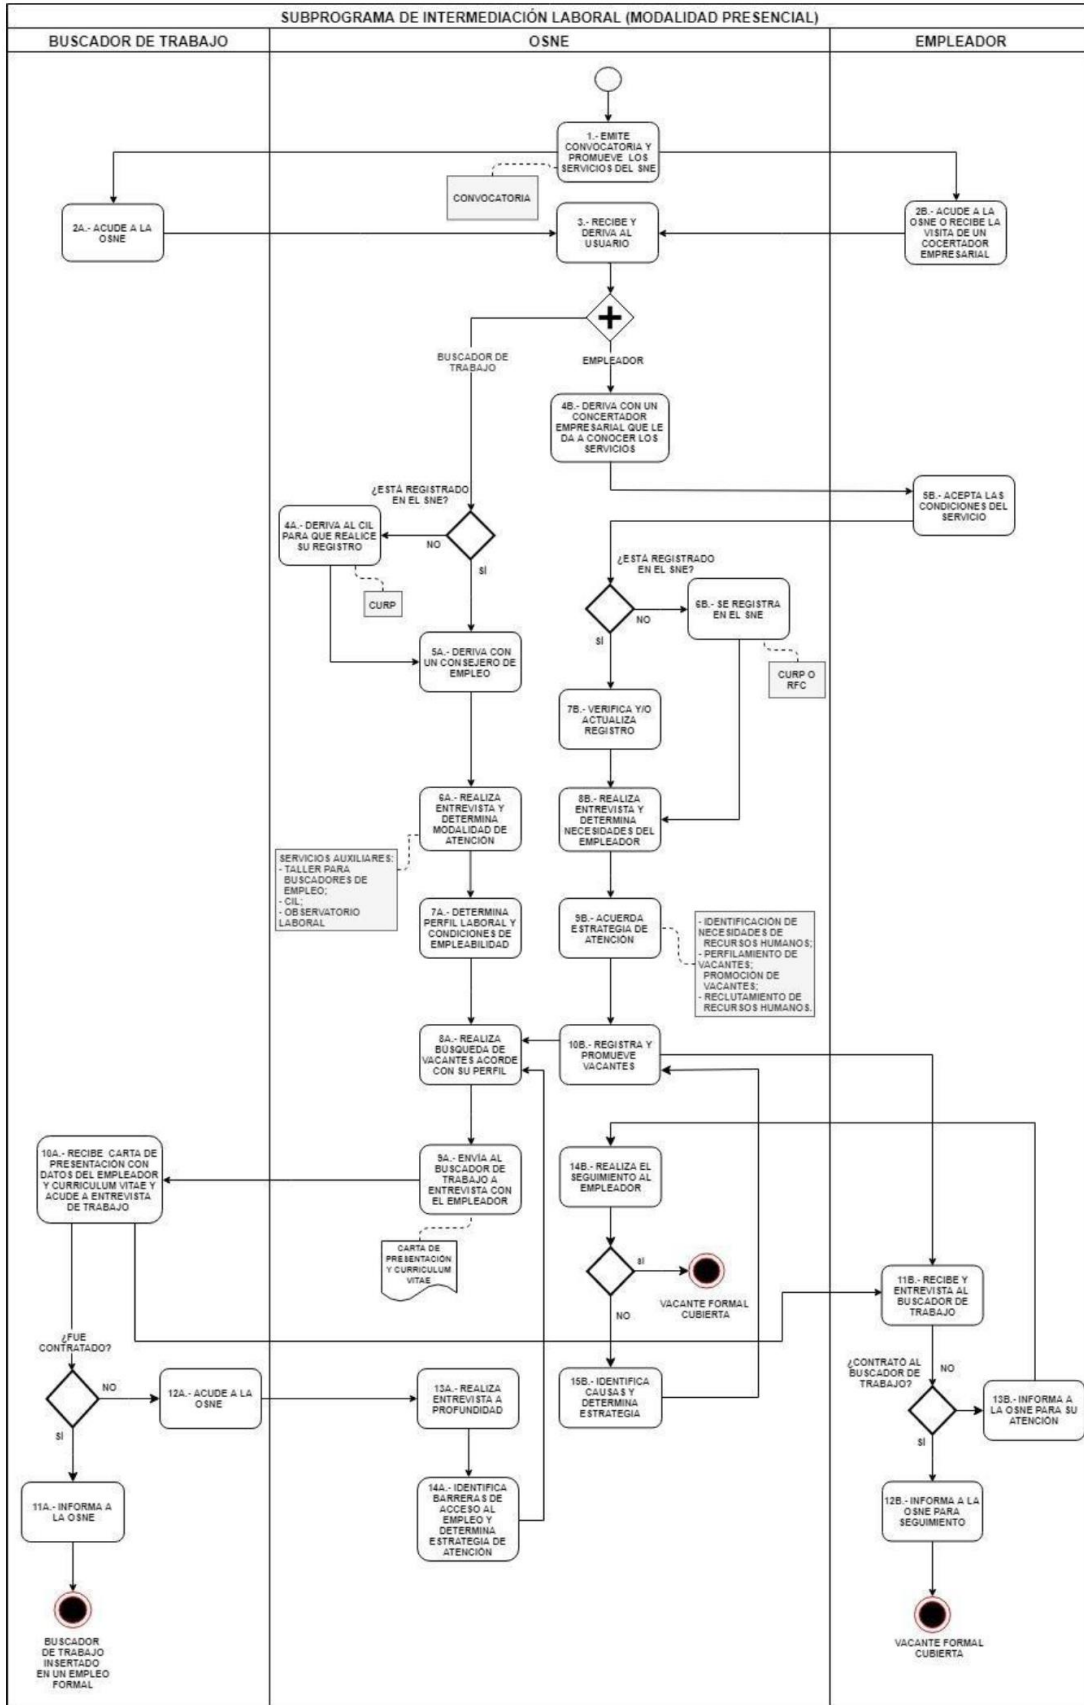 SUBPROGRAMA DE INTERMEDIACIÓN LABORAL (MODALIDAD PRESENCIAL)
BUSCADOR DE TRABAJO
OSNE
EMPLEADOR
1.- EMITE
CONVOCATORIA Y
PROMUEVE LOS
SERVICIOS DEL SNE
CONVOCATORIA
2A.- ACUDE A LA
OSNE
3.- RECIBE Y
DERIVA AL
USUARIO
2B.- ACUDE A LA
OSNE O RECIBE LA
VISITA DE UN
COCERTADOR
EMPRESARIAL
BUSCADOR DE
TRABAJO
EMPLEADOR
4B.- DERIVA CON UN
CONCERTADOR
EMPRESARIAL QUE LE
DA A CONOCER LOS
SERVICIOS
¿ESTÁ REGISTRADO
EN EL SNE?
4A.- DERIVA AL CIL
PARA QUE REALICE
SU REGISTRO
NO
SÍ
CURP
5B.- ACEPTA LAS
CONDICIONES DEL
SERVICIO
¿ESTÁ REGISTRADO
EN EL SNE?
NO
SÍ
6B.- SE REGISTRA
EN EL SNE
CURP O
RFC
5A.- DERIVA CON
UN CONSEJERO DE
EMPLEO
7B.- VERIFICA Y/O
ACTUALIZA
REGISTRO
6A.- REALIZA
ENTREVISTA Y
DETERMINA
MODALIDAD DE
ATENCIÓN
8B.- REALIZA
ENTREVISTA Y
DETERMINA
NECESIDADES DEL
EMPLEADOR
SERVICIOS AUXILIARES:
- TALLER PARA
BUSCADORES DE
EMPLEO;
- CIL;
- OBSERVATORIO
LABORAL
7A.- DETERMINA
PERFIL LABORAL Y
CONDICIONES DE
EMPLEABILIDAD
9B.- ACUERDA
ESTRATEGIA DE
ATENCIÓN
- IDENTIFICACIÓN DE
NECESIDADES DE
RECURSOS HUMANOS;
- PERFILAMIENTO DE
VACANTES;
PROMOCIÓN DE
VACANTES;
- RECLUTAMIENTO DE
RECURSOS HUMANOS.
8A.- REALIZA
BÚSQUEDA DE
VACANTES ACORDE
CON SU PERFIL
10B.- REGISTRA Y
PROMUEVE
VACANTES
10A.- RECIBE CARTA DE
PRESENTACIÓN CON
DATOS DEL EMPLEADOR
Y CURRICULUM VITAE Y
ACUDE A ENTREVISTA
DE TRABAJO
9A.- ENVÍA AL
BUSCADOR DE
TRABAJO A
ENTREVISTA CON
EL EMPLEADOR
14B.- REALIZA EL
SEGUIMIENTO AL
EMPLEADOR
CARTA DE
PRESENTACIÓN
Y CURRICULUM
VITAE
SI
NO
VACANTE FORMAL
CUBIERTA
11B.- RECIBE Y
ENTREVISTA AL
BUSCADOR DE
TRABAJO
¿FUE
CONTRATADO?
NO
SÍ
12A.- ACUDE A LA
OSNE
13A.- REALIZA
ENTREVISTA A
PROFUNDIDAD
15B.- IDENTIFICA
CAUSAS Y
DETERMINA
ESTRATEGIA
¿CONTRATÓ AL
BUSCADOR DE
TRABAJO?
NO
SÍ
13B.- INFORMA A
LA OSNE PARA SU
ATENCIÓN
11A.- INFORMA A
LA OSNE
14A.- IDENTIFICA
BARRERAS DE
ACCESO AL
EMPLEO Y
DETERMINA
ESTRATEGIA DE
ATENCIÓN
12B.- INFORMA A LA
OSNE PARA
SEGUIMIENTO
BUSCADOR
DE TRABAJO
INSERTADO
EN UN EMPLEO
FORMAL
VACANTE FORMAL
CUBIERTA